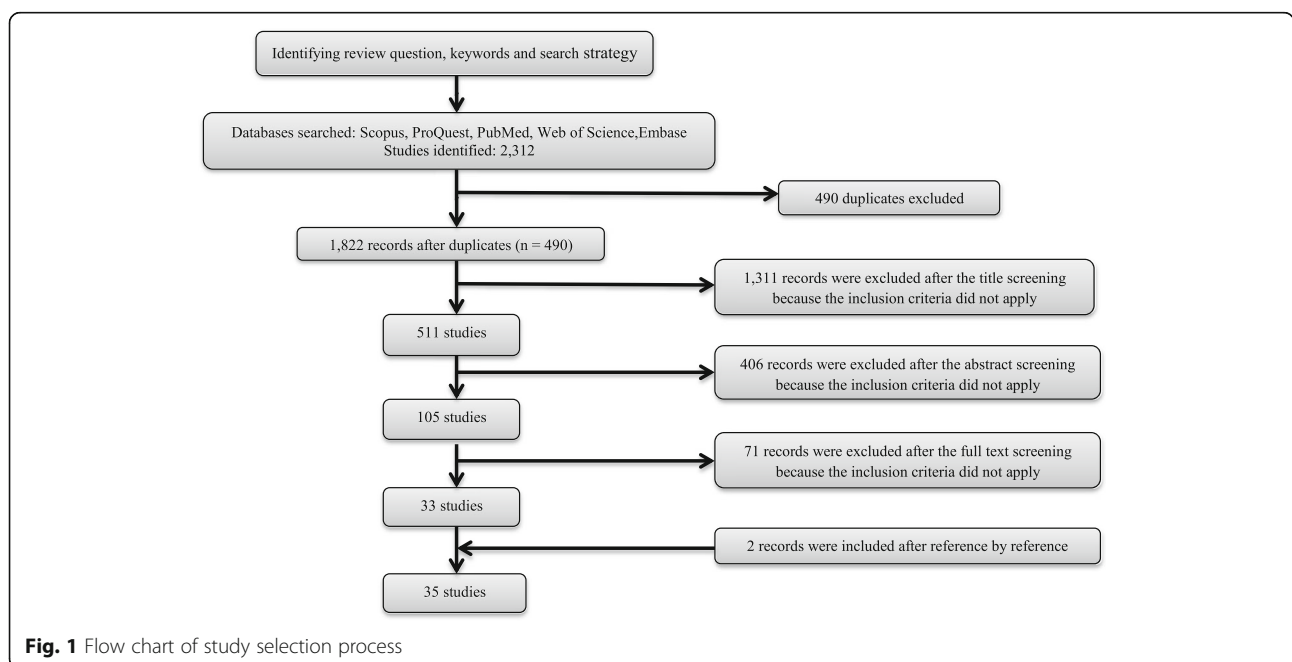 Identifying review question, keywords and search strategy
Databases searched: Scopus, ProQuest, PubMed, Web of Science,Embase
Studies identified: 2,312
490 duplicates excluded
1,822 records after duplicates (n = 490)
1,311 records were excluded after the title screening
because the inclusion criteria did not apply
511 studies
406 records were excluded after the abstract screening
because the inclusion criteria did not apply
105 studies
71 records were excluded after the full text screening
because the inclusion criteria did not apply
33 studies
2 records were included after reference by reference
35 studies
Fig. 1 Flow chart of study selection process